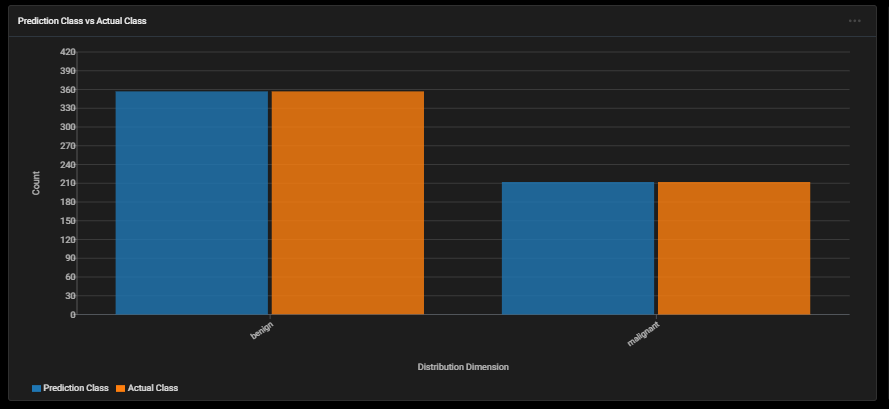 Prediction Class vs Actual Class
420
390
360
330
300
270
240
210
180
150
120
90
60
30
0
Count
benign
malignant
Distribution Dimension
Prediction Class
Actual Class